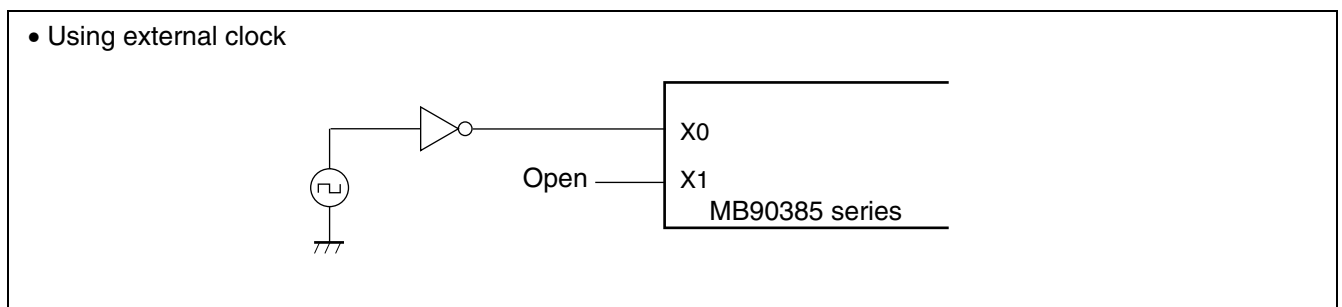 • Using external clock
X0
Open
X1
MB90385 series